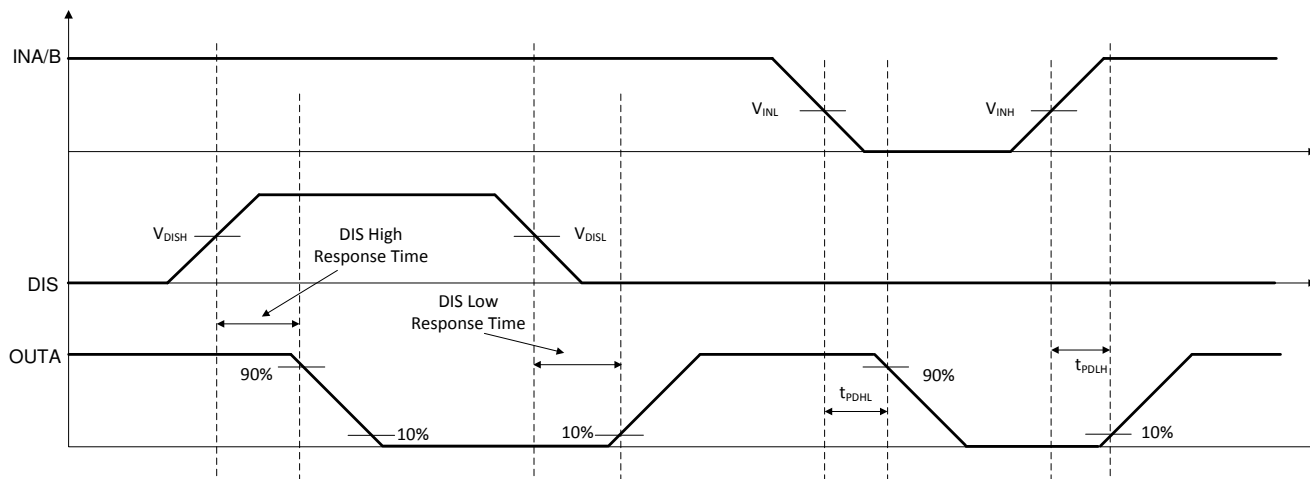 INA/B
V_INL
V_INH
V_DISH
DIS High
Response Time
V_DISL
DIS
DIS Low
Response Time
OUTA
90%
10%
10%
t_PDHL
90%
t_PDLH
10%